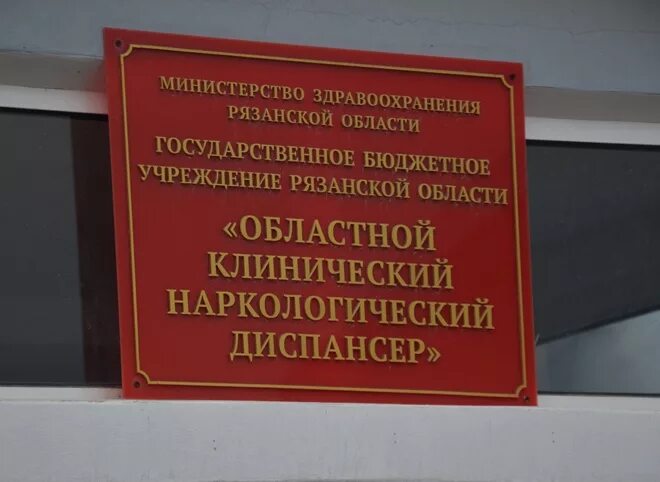 МИНИСТЕРСТВО ЗДРАВООХРАНЕНИЯ
РЯЗАНСКОЙ ОБЛАСТИ
ГОСУДАРСТВЕННОЕ БЮДЖЕТНОЕ
УЧРЕЖДЕНИЕ РЯЗАНСКОЙ ОБЛАСТИ
«ОБЛАСТНОЙ
КЛИНИЧЕСКИЙ
НАРКОЛОГИЧЕСКИЙ
ДИСПАНСЕР»